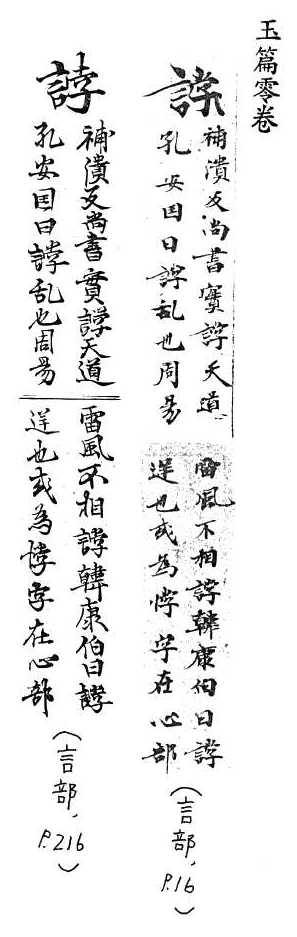 玉篇零卷
誖
補潰反尚書實誖天道
孔安囯曰誖乱也周易
雷風不相誖韓康伯曰誖
逆也或為悖字在心部
(言部, P.16)
誖
補潰反尚書實誖天道
孔安囯曰誖乱也周易
雷風不相誖韓康伯曰誖
逆也或為悖字在心部
(言部, P.216)